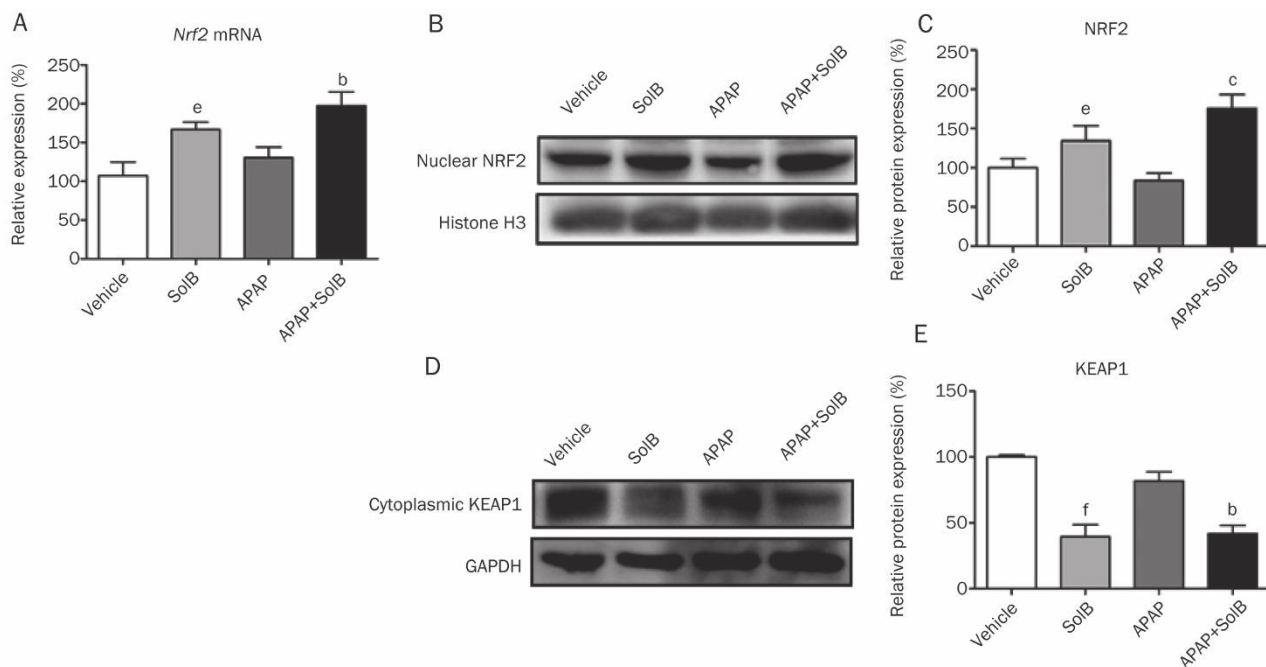 A
Nrf2 mRNA
Relative expression (%)
250
200
150
100
50
0
e
b
Vehicle
SolB
APAP
APAP+SolB
B
Vehicle
SolB
APAP
APAP+SolB
Nuclear NRF2
Histone H3
C
NRF2
Relative protein expression (%)
250
200
150
100
50
0
e
c
Vehicle
SolB
APAP
APAP+SolB
D
Vehicle
SolB
APAP
APAP+SolB
Cytoplasmic KEAP1
GAPDH
E
KEAP1
Relative protein expression (%)
150
100
50
0
f
b
Vehicle
SolB
APAP
APAP+SolB